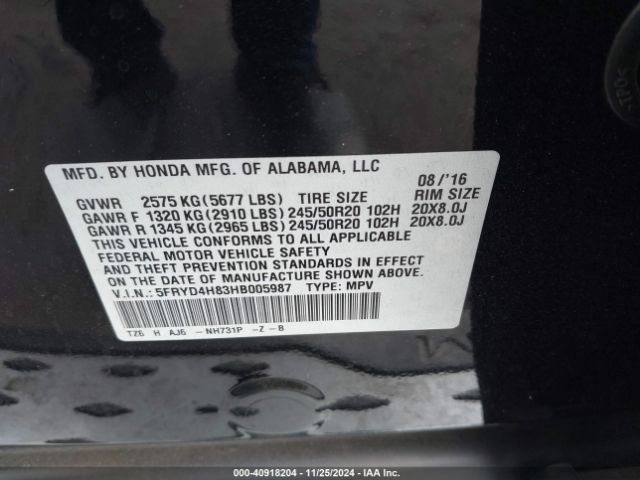 MFD. BY HONDA MFG. OF ALABAMA, LLC 08/'16
GVWR 2575 KG (5677 LBS) TIRE SIZE RIM SIZE
GAWR F 1320 KG (2910 LBS) 245/50R20 102H 20X8.0J
GAWR R 1345 KG (2965 LBS) 245/50R20 102H 20X8.0J
THIS VEHICLE CONFORMS TO ALL APPLICABLE
FEDERAL MOTOR VEHICLE SAFETY
AND THEFT PREVENTION STANDARDS IN EFFECT
ON THE DATE OF MANUFACTURE SHOWN ABOVE.
V.I.N.: 5FRYD4H83HB005987 TYPE: MPV
TZ6 H AJ6 -NH731P -Z -B
000-40918204 - 11/25/2024 - IAA Inc.